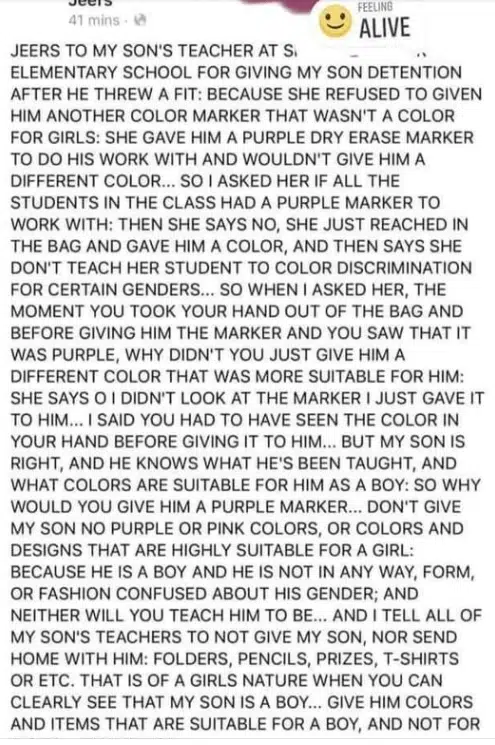 Jeers
41 mins ·
FEELING
ALIVE
JEERS TO MY SON'S TEACHER AT
ELEMENTARY SCHOOL FOR GIVING MY SON DETENTION
AFTER HE THREW A FIT: BECAUSE SHE REFUSED TO GIVEN
HIM ANOTHER COLOR MARKER THAT WASN'T A COLOR
FOR GIRLS: SHE GAVE HIM A PURPLE DRY ERASE MARKER
TO DO HIS WORK WITH AND WOULDN'T GIVE HIM A
DIFFERENT COLOR... SO I ASKED HER IF ALL THE
STUDENTS IN THE CLASS HAD A PURPLE MARKER TO
WORK WITH: THEN SHE SAYS NO, SHE JUST REACHED IN
THE BAG AND GAVE HIM A COLOR, AND THEN SAYS SHE
DON'T TEACH HER STUDENT TO COLOR DISCRIMINATION
FOR CERTAIN GENDERS... SO WHEN I ASKED HER, THE
MOMENT YOU TOOK YOUR HAND OUT OF THE BAG AND
BEFORE GIVING HIM THE MARKER AND YOU SAW THAT IT
WAS PURPLE, WHY DIDN'T YOU JUST GIVE HIM A
DIFFERENT COLOR THAT WAS MORE SUITABLE FOR HIM:
SHE SAYS O I DIDN'T LOOK AT THE MARKER I JUST GAVE IT
TO HIM... I SAID YOU HAD TO HAVE SEEN THE COLOR IN
YOUR HAND BEFORE GIVING IT TO HIM... BUT MY SON IS
RIGHT, AND HE KNOWS WHAT HE'S BEEN TAUGHT, AND
WHAT COLORS ARE SUITABLE FOR HIM AS A BOY: SO WHY
WOULD YOU GIVE HIM A PURPLE MARKER... DON'T GIVE
MY SON NO PURPLE OR PINK COLORS, OR COLORS AND
DESIGNS THAT ARE HIGHLY SUITABLE FOR A GIRL:
BECAUSE HE IS A BOY AND HE IS NOT IN ANY WAY, FORM,
OR FASHION CONFUSED ABOUT HIS GENDER; AND
NEITHER WILL YOU TEACH HIM TO BE... AND I TELL ALL OF
MY SON'S TEACHERS TO NOT GIVE MY SON, NOR SEND
HOME WITH HIM: FOLDERS, PENCILS, PRIZES, T-SHIRTS
OR ETC. THAT IS OF A GIRLS NATURE WHEN YOU CAN
CLEARLY SEE THAT MY SON IS A BOY... GIVE HIM COLORS
AND ITEMS THAT ARE SUITABLE FOR A BOY, AND NOT FOR